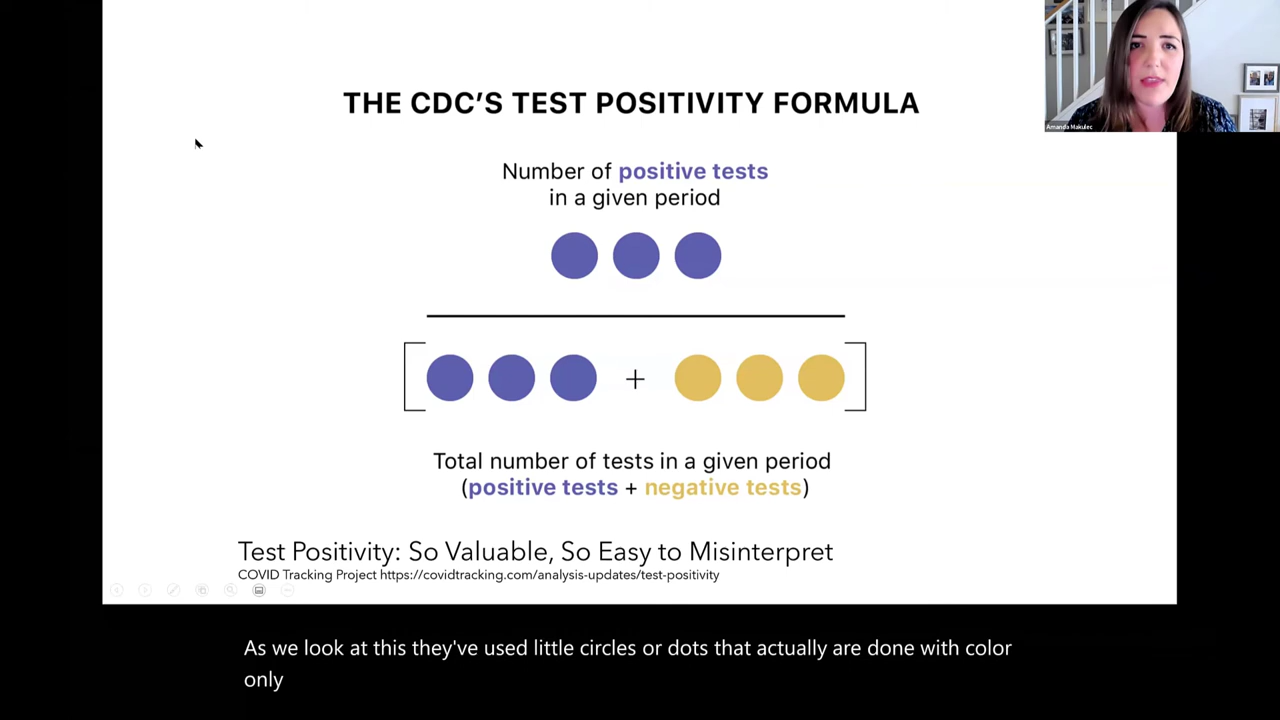 THE CDC'S TEST POSITIVITY FORMULA
Amanda Makulec
Number of positive tests
in a given period
+
Total number of tests in a given period
(positive tests + negative tests)
Test Positivity: So Valuable, So Easy to Misinterpret
COVID Tracking Project https://covidtracking.com/analysis-updates/test-positivity
As we look at this they've used little circles or dots that actually are done with color
only